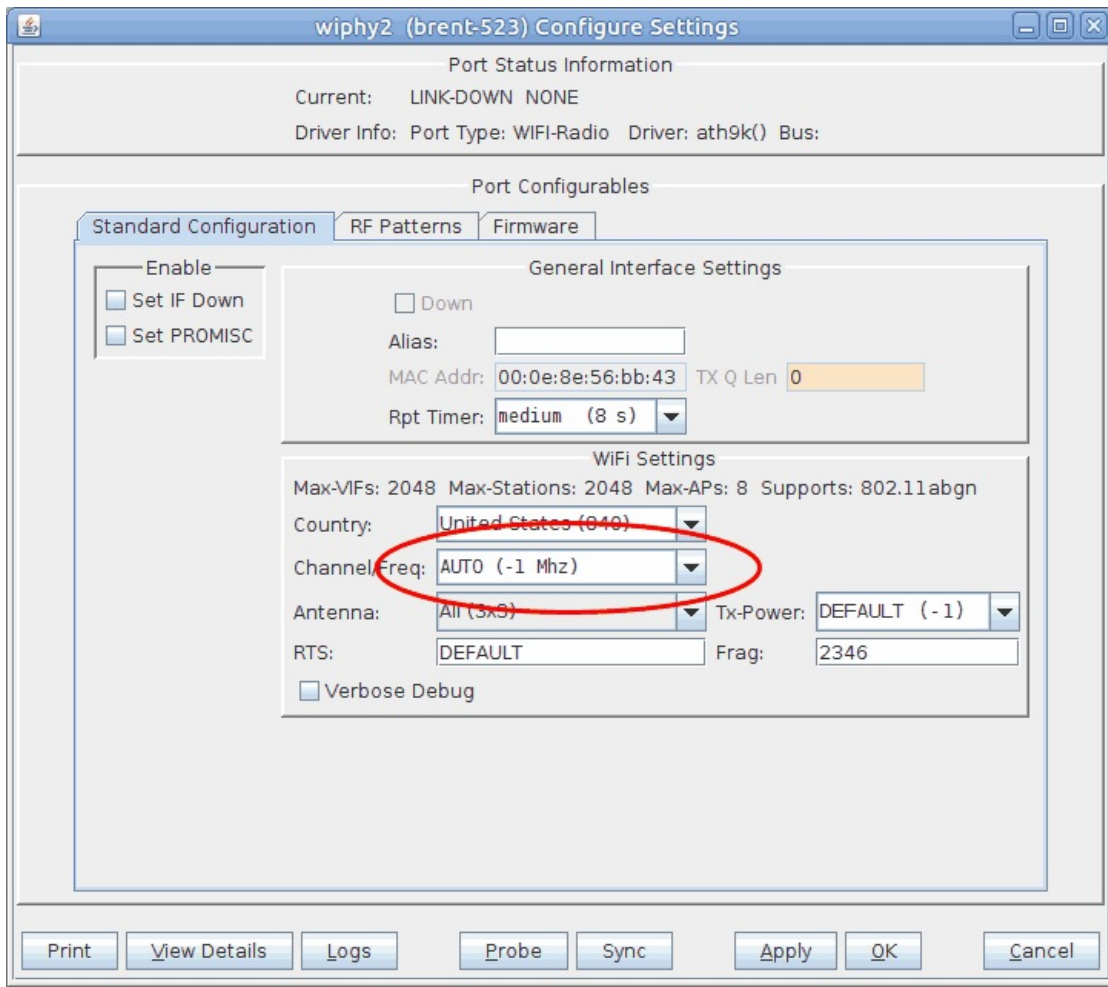 wiphy2 (brent-523) Configure Settings
Port Status Information
Current: LINK-DOWN NONE
Driver Info: Port Type: WIFI-Radio Driver: ath9k() Bus:
Port Configurables
Standard Configuration RF Patterns Firmware
Enable
Set IF Down
Set PROMISC
General Interface Settings
Down
Alias:
MAC Addr: 00:0e:8e:56:bb:43 TX Q Len 0
Rpt Timer: medium (8 s)
WiFi Settings
Max-VIFs: 2048 Max-Stations: 2048 Max-APs: 8 Supports: 802.11abgn
Country: United States (840)
Channel/Freq: AUTO (-1 Mhz)
Antenna: All (3x3) Tx-Power: DEFAULT (-1)
RTS: DEFAULT Frag: 2346
Verbose Debug
Print View Details Logs Probe Sync Apply OK Cancel